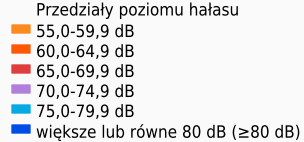 Przedziały poziomu hałasu
55,0-59,9 dB
60,0-64,9 dB
65,0-69,9 dB
70,0-74,9 dB
75,0-79,9 dB
większe lub równe 80 dB (≥80 dB)